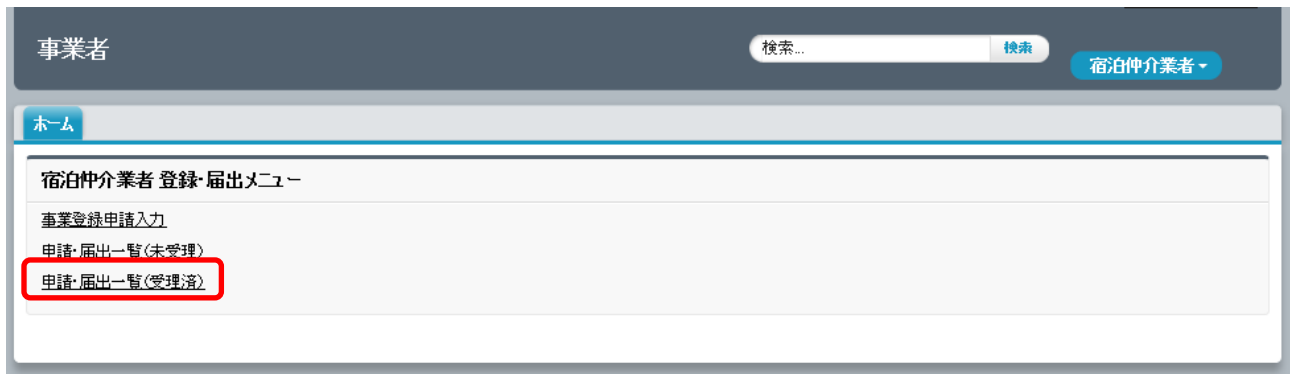 事業者
検索...
検索
宿泊仲介業者
ホーム
宿泊仲介業者 登録・届出メニュー
事業登録申請入力
申請・届出一覧(未受理)
申請・届出一覧(受理済)